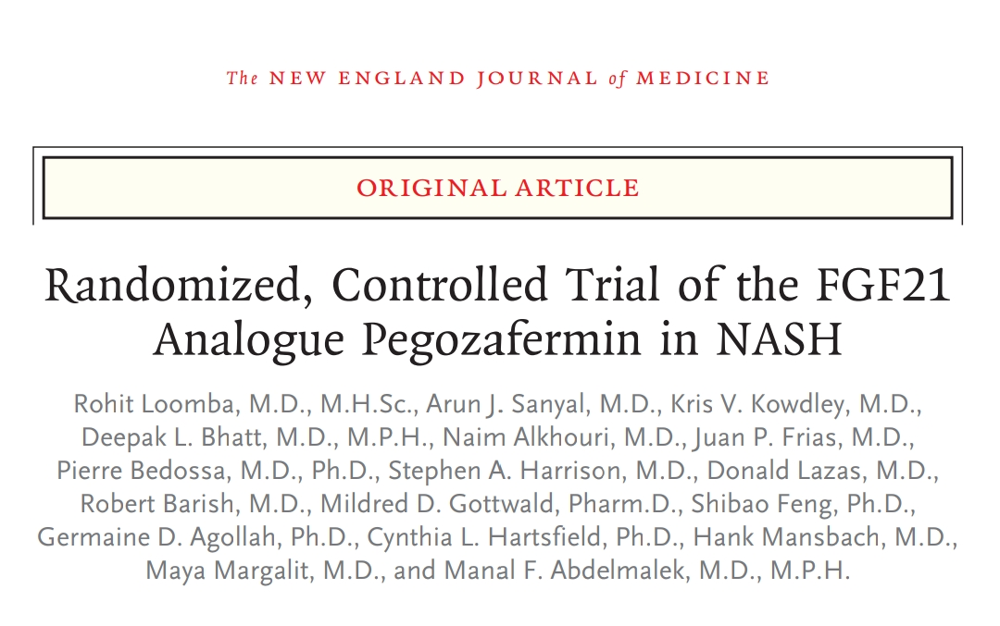 The NEW ENGLAND JOURNAL of MEDICINE
ORIGINAL ARTICLE
Randomized, Controlled Trial of the FGF21
Analogue Pegozafermin in NASH
Rohit Loomba, M.D., M.H.Sc., Arun J. Sanyal, M.D., Kris V. Kowdley, M.D.,
Deepak L. Bhatt, M.D., M.P.H., Naim Alkhouri, M.D., Juan P. Frias, M.D.,
Pierre Bedossa, M.D., Ph.D., Stephen A. Harrison, M.D., Donald Lazas, M.D.,
Robert Barish, M.D., Mildred D. Gottwald, Pharm.D., Shibao Feng, Ph.D.,
Germaine D. Agollah, Ph.D., Cynthia L. Hartsfield, Ph.D., Hank Mansbach, M.D.,
Maya Margalit, M.D., and Manal F. Abdelmalek, M.D., M.P.H.